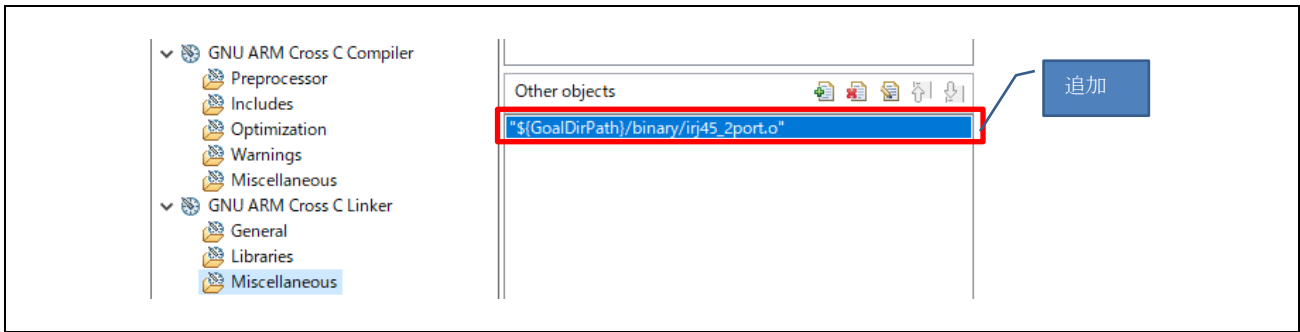 GNU ARM Cross C Compiler
Preprocessor
Includes
Optimization
Warnings
Miscellaneous
GNU ARM Cross C Linker
General
Libraries
Miscellaneous
Other objects
"${GoalDirPath}/binary/irj45_2port.o"
追加